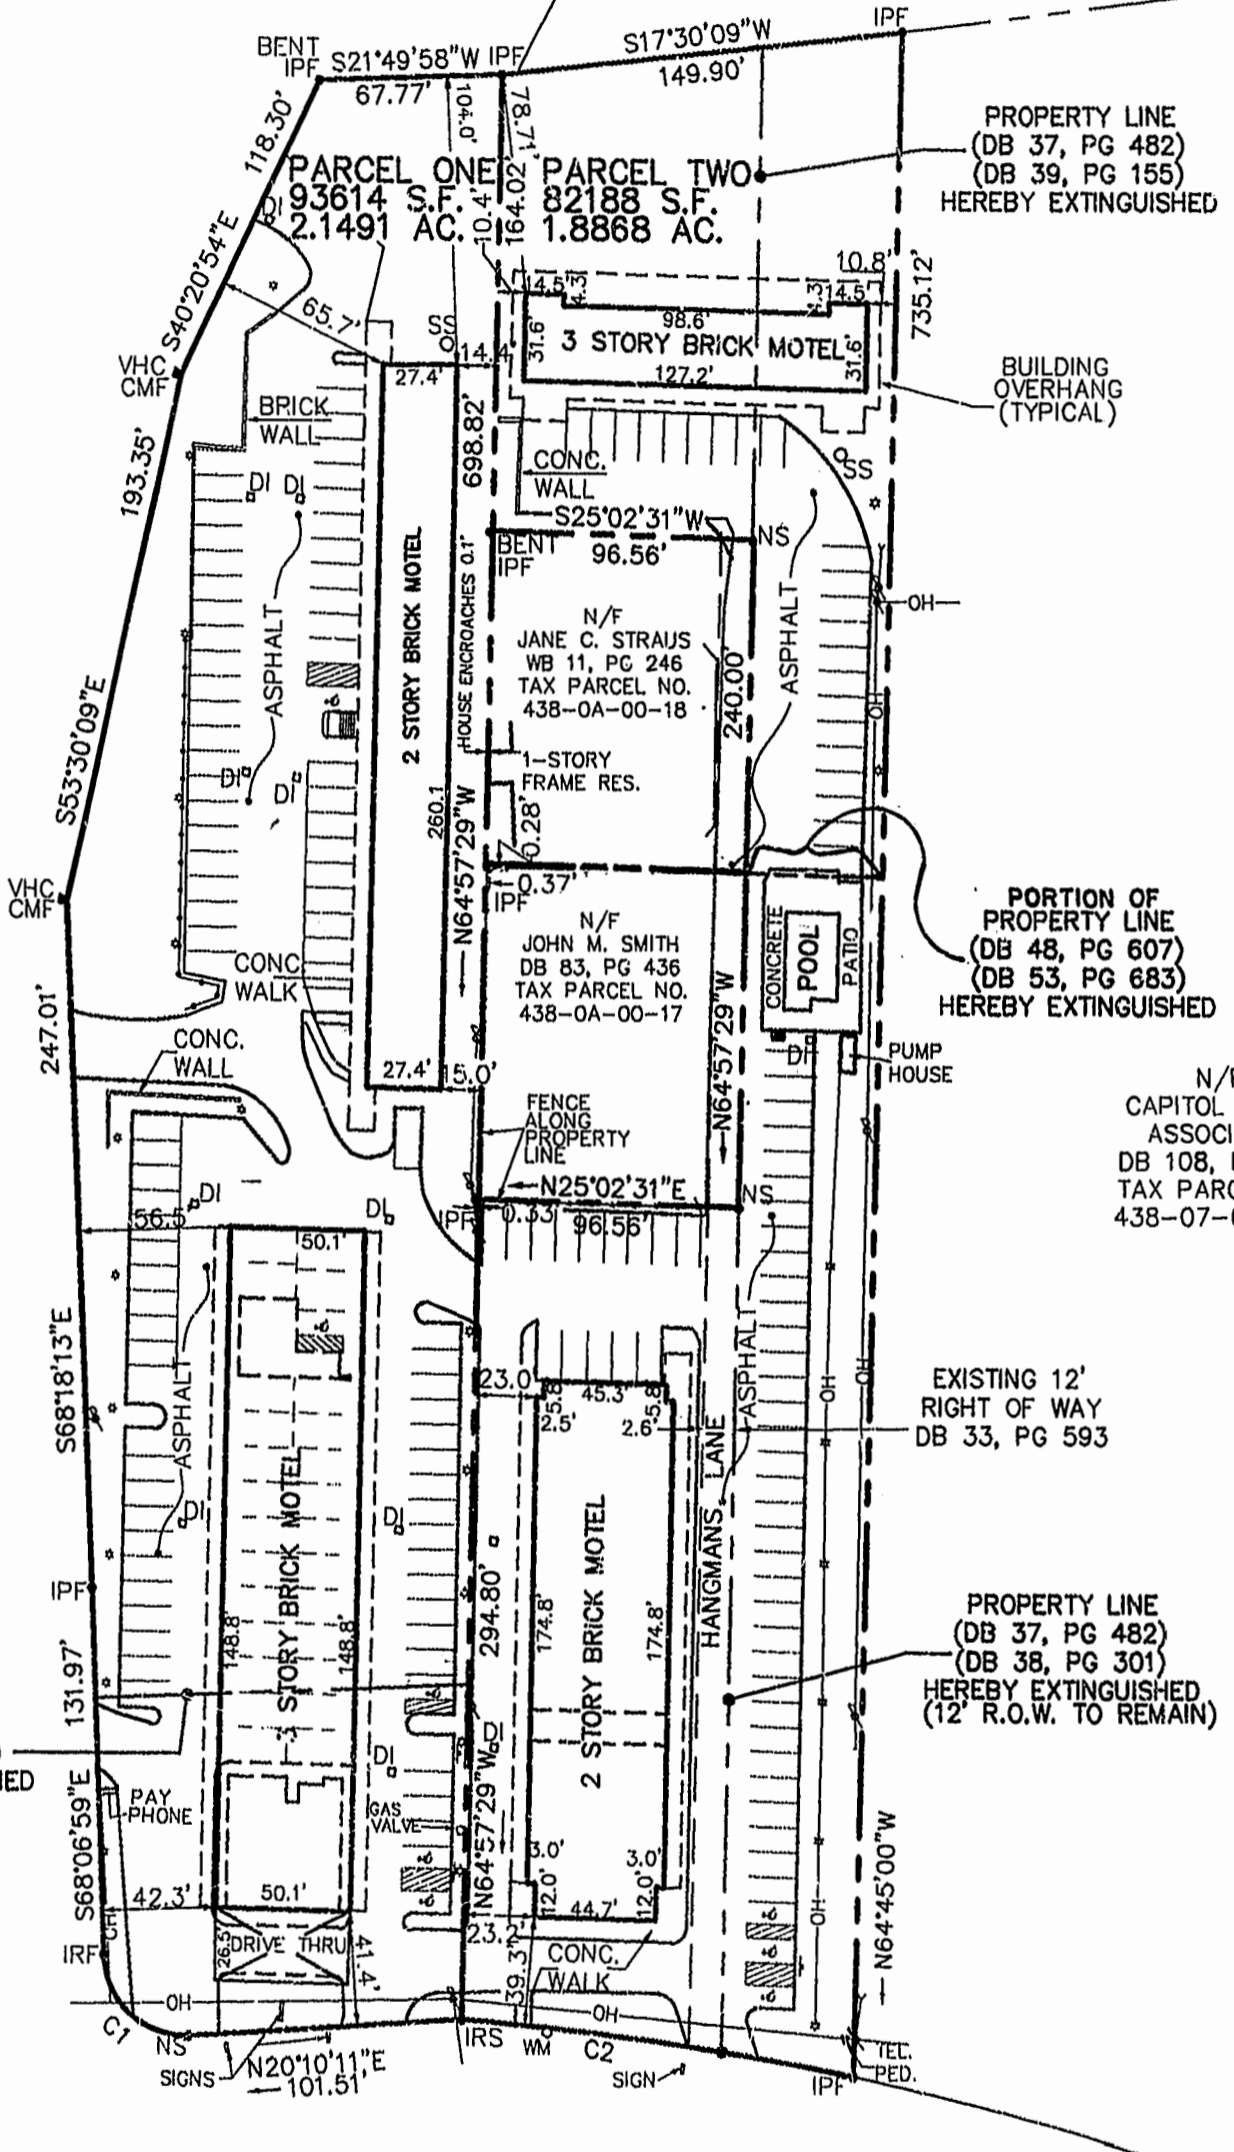 IPF
S17°30'09"W
149.90'
BENT
IPF
S21°49'58"W
67.77'
IPF
118.30'
104.0'
78.71'
164.02'
10.4'
PROPERTY LINE
(DB 37, PG 482)
(DB 39, PG 155)
HEREBY EXTINGUISHED
PARCEL ONE
93614 S.F.
2.1491 AC.
PARCEL TWO
82188 S.F.
1.8868 AC.
DI
S40°20'54"E
65.7'
SS
14.4
27.4'
14.5'
4.3'
98.6'
4.3'
14.5'
10.8'
735.12'
31.6'
3 STORY BRICK MOTEL
31.6'
127.2'
BUILDING
OVERHANG
(TYPICAL)
VHC
CMF
BRICK
WALL
193.35'
698.82'
CONC.
WALL
SS
DI
DI
S25°02'31"W
96.56'
NS
BENT
IPF
ASPHALT
2 STORY BRICK MOTEL
HOUSE ENCROACHES 0.1'
N/F
JANE C. STRAUS
WB 11, PG 246
TAX PARCEL NO.
438-0A-00-18
240.00'
ASPHALT
OH
OH
1-STORY
FRAME RES.
DI
DI
S53°30'09"E
260.1
N64°57'29"W
0.28'
0.37'
IPF
VHC
CMF
N/F
JOHN M. SMITH
DB 83, PG 436
TAX PARCEL NO.
438-0A-00-17
CONCRETE
POOL
PATIO
PORTION OF
PROPERTY LINE
(DB 48, PG 607)
(DB 53, PG 683)
HEREBY EXTINGUISHED
CONC
WALK
247.01'
CONC.
WALL
27.4'
15.0'
N64°57'29"W
DI
PUMP
HOUSE
FENCE
ALONG
PROPERTY
LINE
CAPITOL
DB 108,
438-07-
N25°02'31"E
0.33
96.56'
NS
IPF
DI
DI
56.5
50.1'
S68°18'13"E
ASPHALT
ASPHALT
OH
OH
23.0
5.8
45.3'
5.8
2.5'
2.6'
EXISTING 12'
RIGHT OF WAY
DB 33, PG 593
HANGMANS LANE
DI
DI
3 STORY BRICK MOTEL
2 STORY BRICK MOTEL
IPF
294.80'
174.8'
174.8'
148.8'
148.8'
131.97'
PROPERTY LINE
(DB 37, PG 482)
(DB 38, PG 301)
HEREBY EXTINGUISHED
(12' R.O.W. TO REMAIN)
DI
DI
PAY
PHONE
GAS
VALVE
S68°06'59"E
N64°57'29"W
N64°45'00"W
3.0'
3.0'
12.0'
44.7'
12.0'
42.3'
50.1'
23.2'
26.5'
DRIVE THRU
41.4'
39.3'
CONC.
WALK
OH
OH
IRF
OH
OH
C1
NS
IRS
WM
C2
TEL.
PED.
SIGNS
N20°10'11"E
101.51'
SIGN
IPF